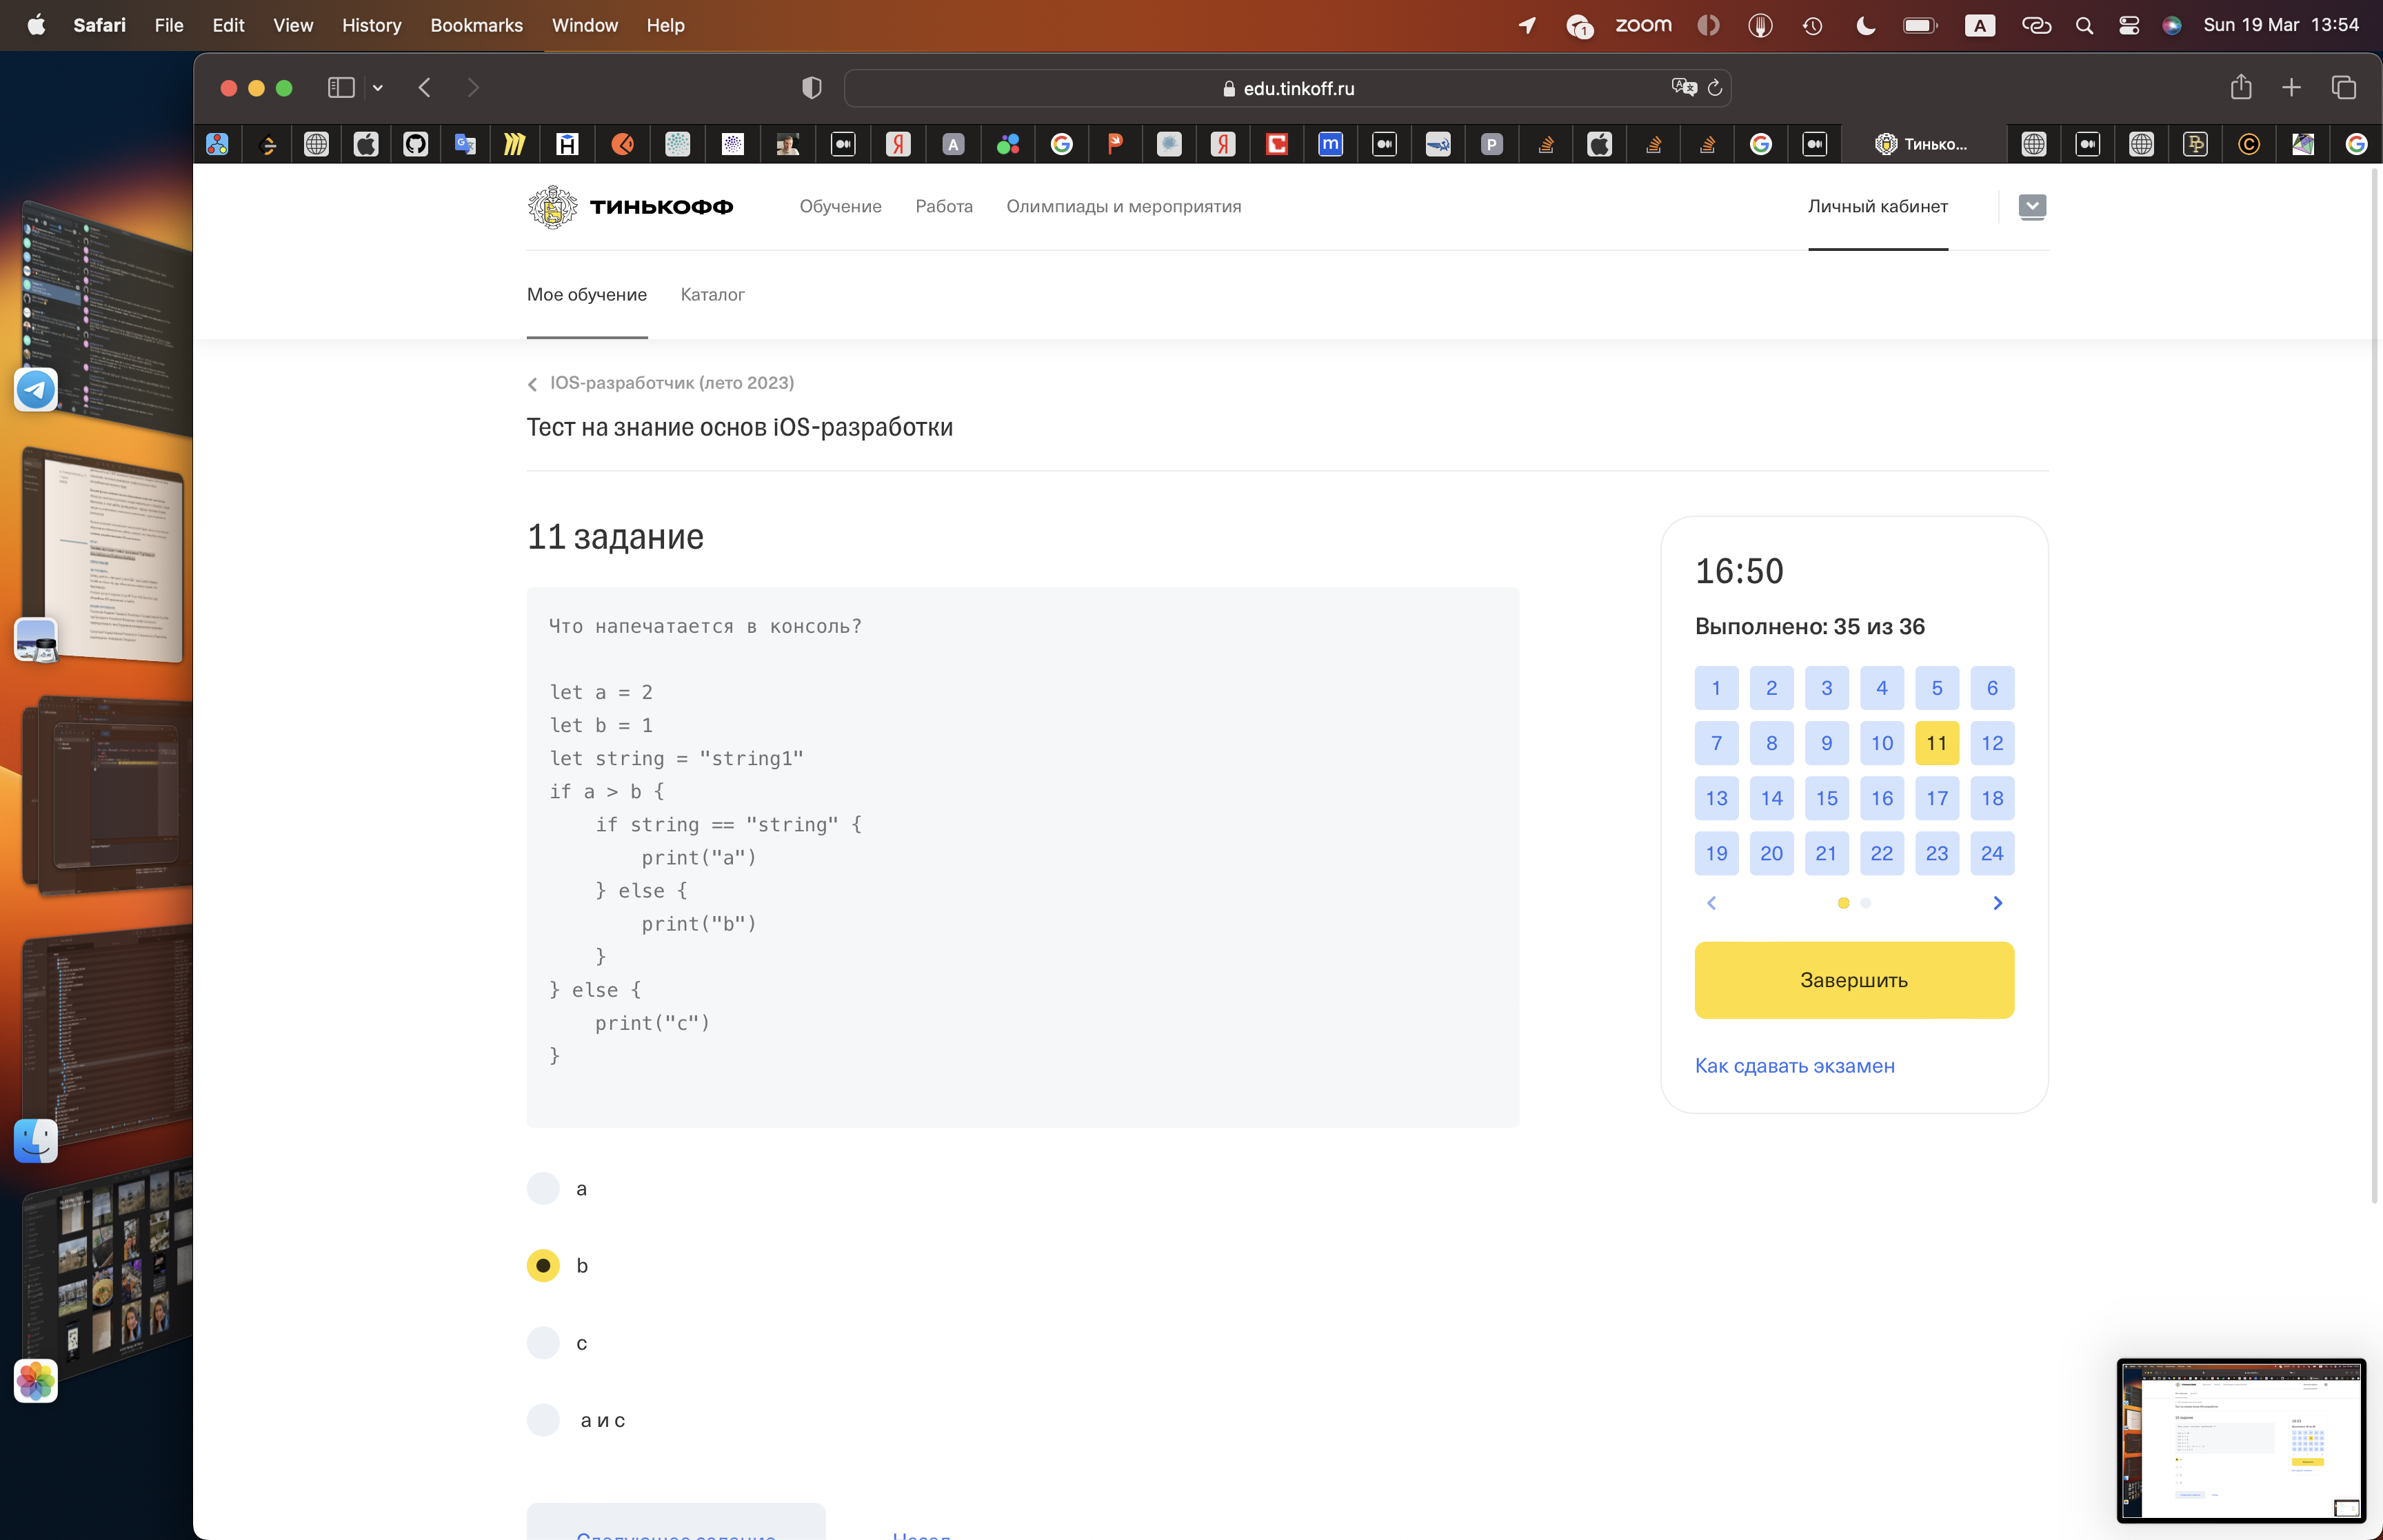 Safari File Edit View History Bookmarks Window Help
1 zoom A Sun 19 Mar 13:54
edu.tinkoff.ru
Тинько...
ТИНЬКОФФ Обучение Работа Олимпиады и мероприятия Личный кабинет
Мое обучение Каталог
IOS-разработчик (лето 2023)
Тест на знание основ iOS-разработки
11 задание
Что напечатается в консоль?
let a = 2
let b = 1
let string = "string1"
if a > b {
    if string == "string" {
        print("a")
    } else {
        print("b")
    }
} else {
    print("c")
}
a
b
c
а и с
Следующее задание Назад
16:50
Выполнено: 35 из 36
1 2 3 4 5 6
7 8 9 10 11 12
13 14 15 16 17 18
19 20 21 22 23 24
Завершить
Как сдавать экзамен